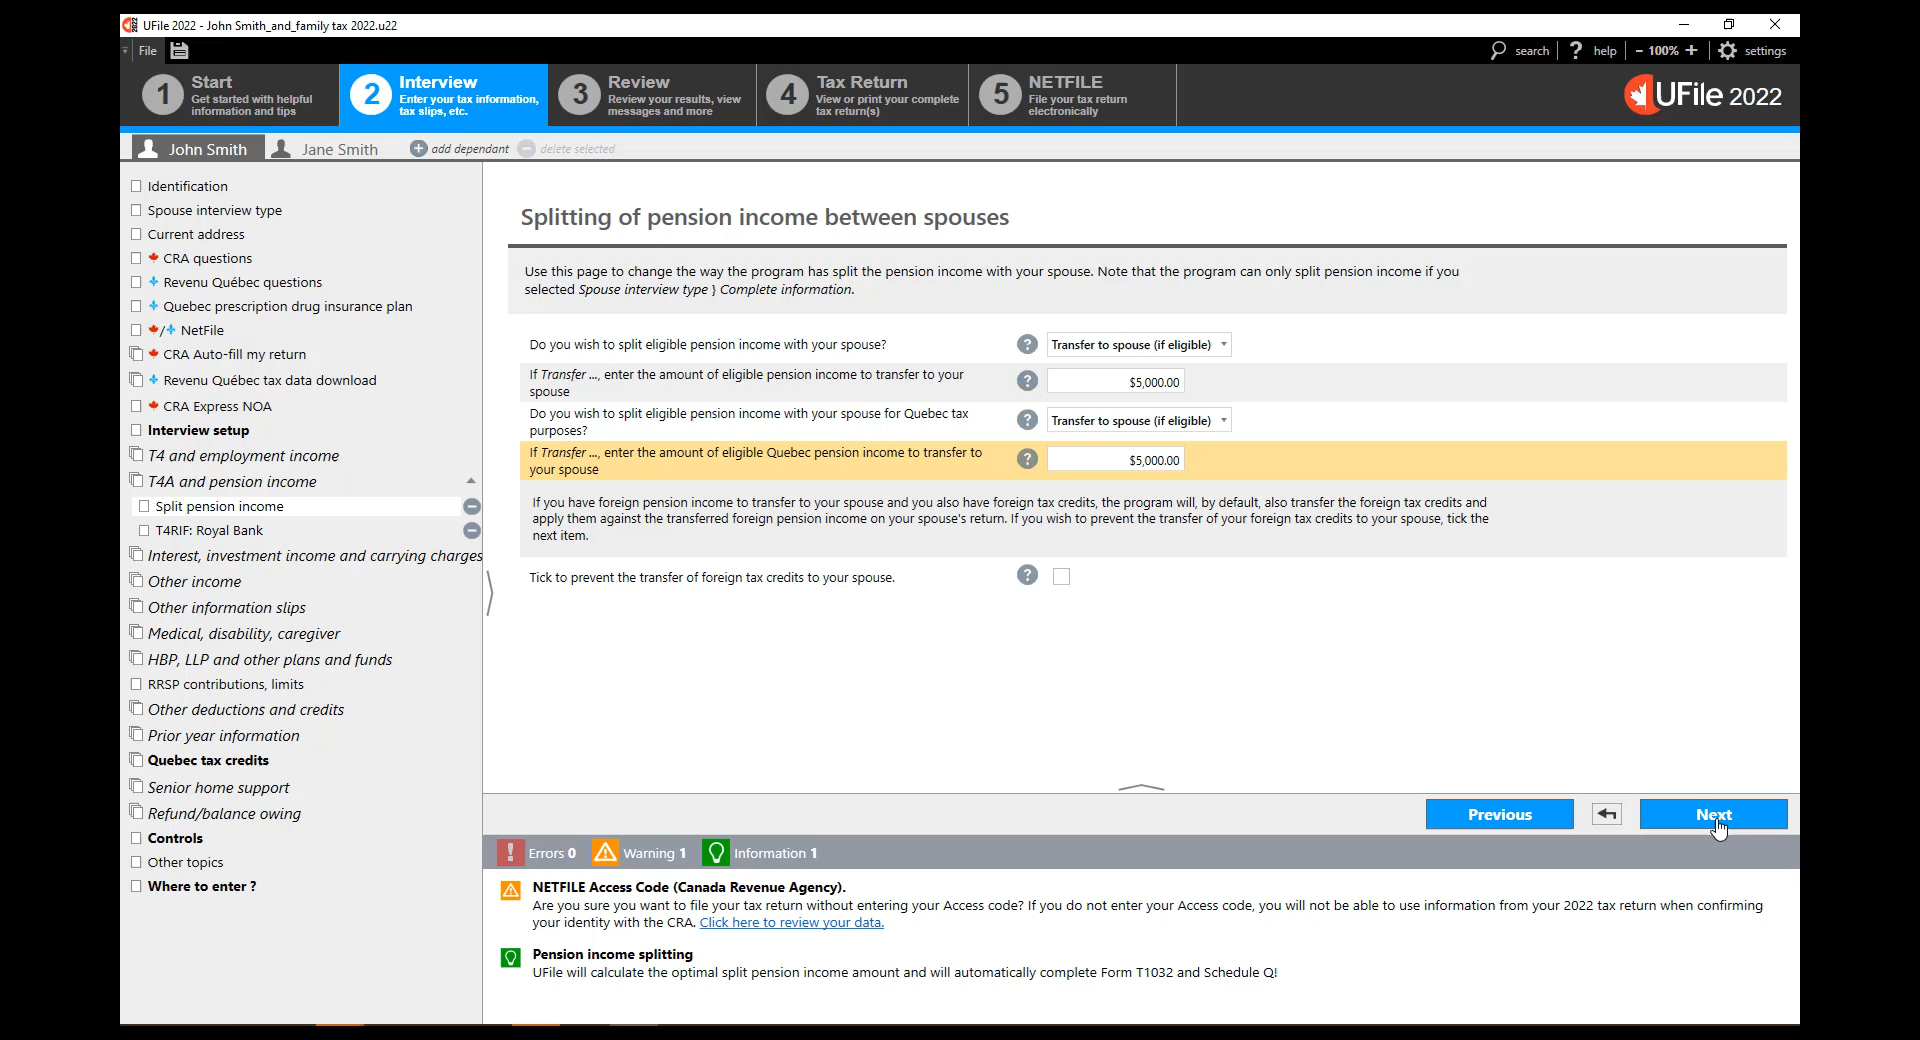 UFile 2022 - John Smith_and_family tax 2022.u22
File
search
help
- 100% +
settings
1 Start
Get started with helpful
information and tips
2 Interview
Enter your tax information,
tax slips, etc.
3 Review
Review your results, view
messages and more
4 Tax Return
View or print your complete
tax return(s)
5 NETFILE
File your tax return
electronically
UFile 2022
John Smith
Jane Smith
add dependant
delete selected
Identification
Spouse interview type
Current address
CRA questions
Revenu Québec questions
Quebec prescription drug insurance plan
/ NetFile
CRA Auto-fill my return
Revenu Québec tax data download
CRA Express NOA
Interview setup
T4 and employment income
T4A and pension income
Split pension income
T4RIF: Royal Bank
Interest, investment income and carrying charges
Other income
Other information slips
Medical, disability, caregiver
HBP, LLP and other plans and funds
RRSP contributions, limits
Other deductions and credits
Prior year information
Quebec tax credits
Senior home support
Refund/balance owing
Controls
Other topics
Where to enter ?
Splitting of pension income between spouses
Use this page to change the way the program has split the pension income with your spouse. Note that the program can only split pension income if you
selected Spouse interview type } Complete information.
Do you wish to split eligible pension income with your spouse?
? Transfer to spouse (if eligible)
If Transfer ..., enter the amount of eligible pension income to transfer to your
spouse
? $5,000.00
Do you wish to split eligible pension income with your spouse for Quebec tax
purposes?
? Transfer to spouse (if eligible)
If Transfer ..., enter the amount of eligible Quebec pension income to transfer to
your spouse
? $5,000.00
If you have foreign pension income to transfer to your spouse and you also have foreign tax credits, the program will, by default, also transfer the foreign tax credits and
apply them against the transferred foreign pension income on your spouse's return. If you wish to prevent the transfer of your foreign tax credits to your spouse, tick the
next item.
Tick to prevent the transfer of foreign tax credits to your spouse.
?
Previous
Next
Errors 0
Warning 1
Information 1
NETFILE Access Code (Canada Revenue Agency).
Are you sure you want to file your tax return without entering your Access code? If you do not enter your Access code, you will not be able to use information from your 2022 tax return when confirming
your identity with the CRA. Click here to review your data.
Pension income splitting
UFile will calculate the optimal split pension income amount and will automatically complete Form T1032 and Schedule Q!